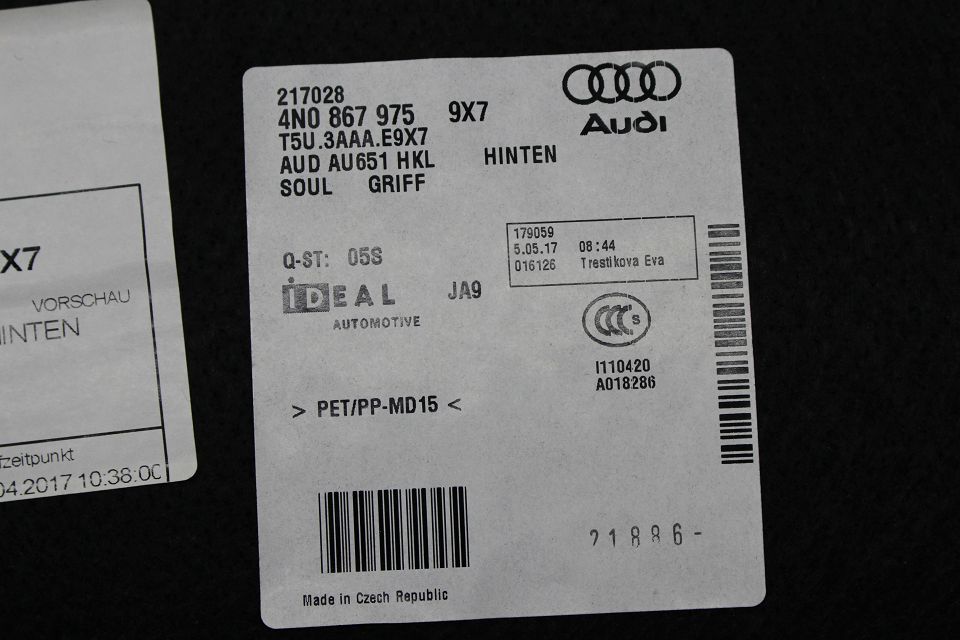 X7
VORSCHAU
HINTEN
04.2017 10:38:00
217028
4N0 867 975 9X7
T5U.3AAA.E9X7
AUD AU651 HKL HINTEN
SOUL GRIFF
Audi
179059
5.05.17 08:44
016126 Trestikova Eva
Q-ST: 05S
iDEAL JA9
AUTOMOTIVE
CCC S
I110420
A018286
> PET/PP-MD15 <
21886-
Made in Czech Republic